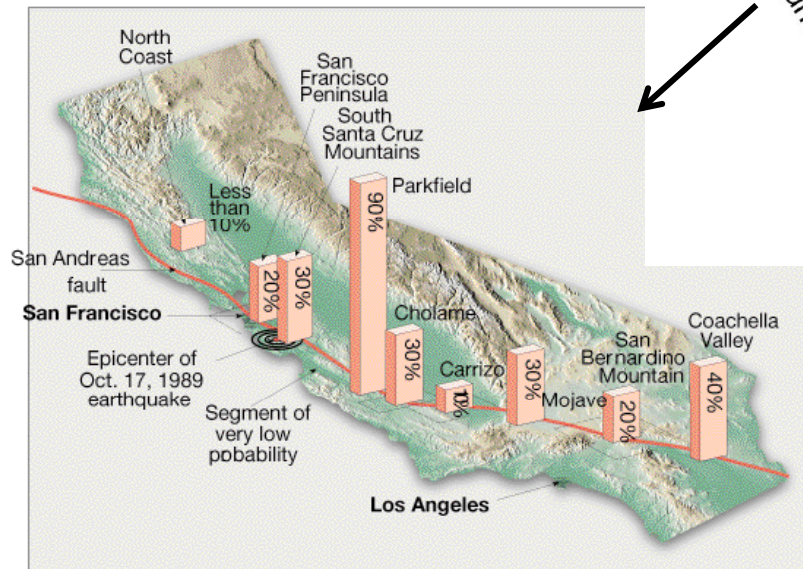 North
Coast
San
Francisco
Peninsula
South
Santa Cruz
Mountains
Parkfield
Less
than
10%
90%
San Andreas
fault
20%
30%
San Francisco
Cholame
30%
Epicenter of
Oct. 17, 1989
earthquake
Segment of
very low
pobability
Carrizo
10%
30%
Mojave
San
Bernardino
Mountain
20%
Coachella
Valley
40%
Los Angeles